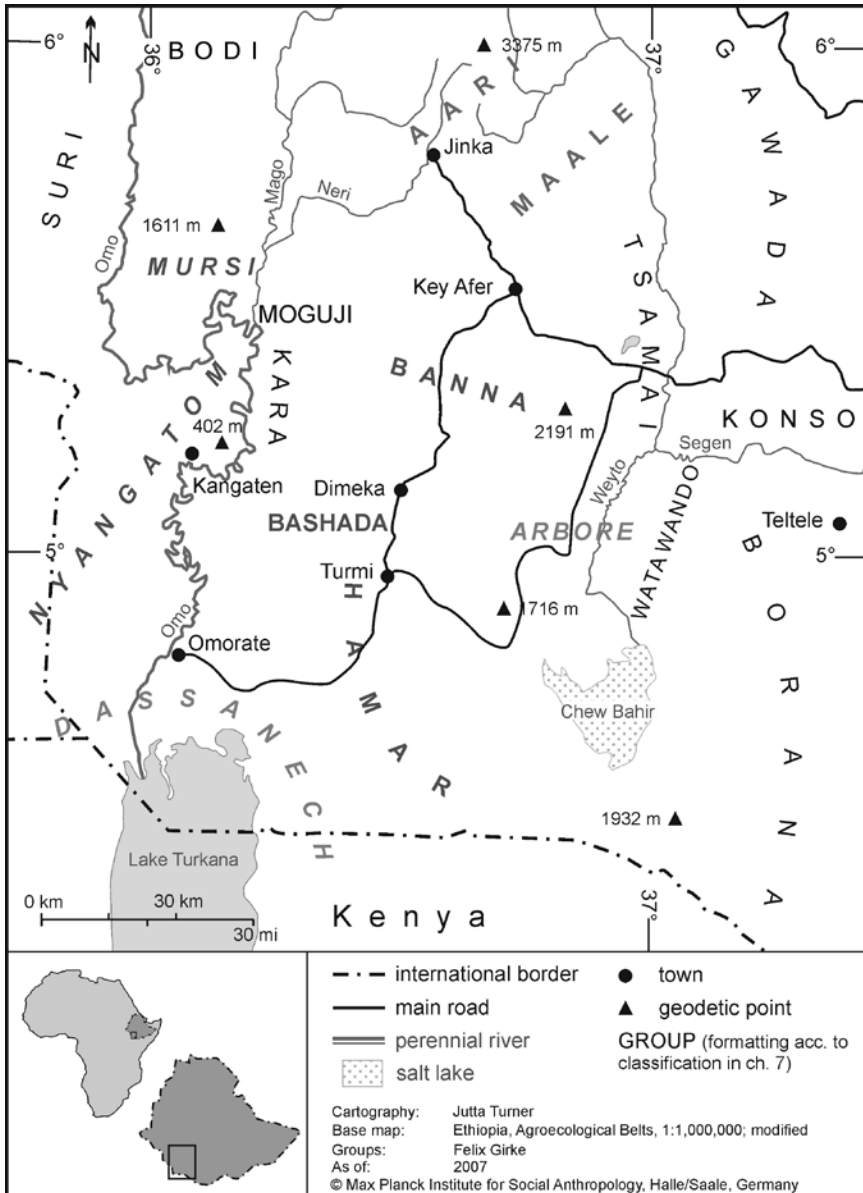 6°
N
36°
BODI
3375 m
37°
6°
GAWADA
SURI
AARI
Jinka
MAALE
Mago
Neri
1611 m
Omo
MURSI
TSAMAI
Key Afer
MOGUJI
KARA
BANNA
NYANGATOM
402 m
2191 m
KONSO
Kangaten
Segen
Dimeka
Weyto
BASHADA
ARBORE
WATAWANDO
Teltele
5°
5°
Turmi
HAMAR
BORANA
1716 m
Omo
Omorate
DASSANECH
Chew Bahir
1932 m
Lake Turkana
0 km
30 km
30 mi
Kenya
37°
international border
town
main road
geodetic point
perennial river
GROUP (formatting acc. to
classification in ch. 7)
salt lake
Cartography: Jutta Turner
Base map: Ethiopia, Agroecological Belts, 1:1,000,000; modified
Groups: Felix Girke
As of: 2007
© Max Planck Institute for Social Anthropology, Halle/Saale, Germany